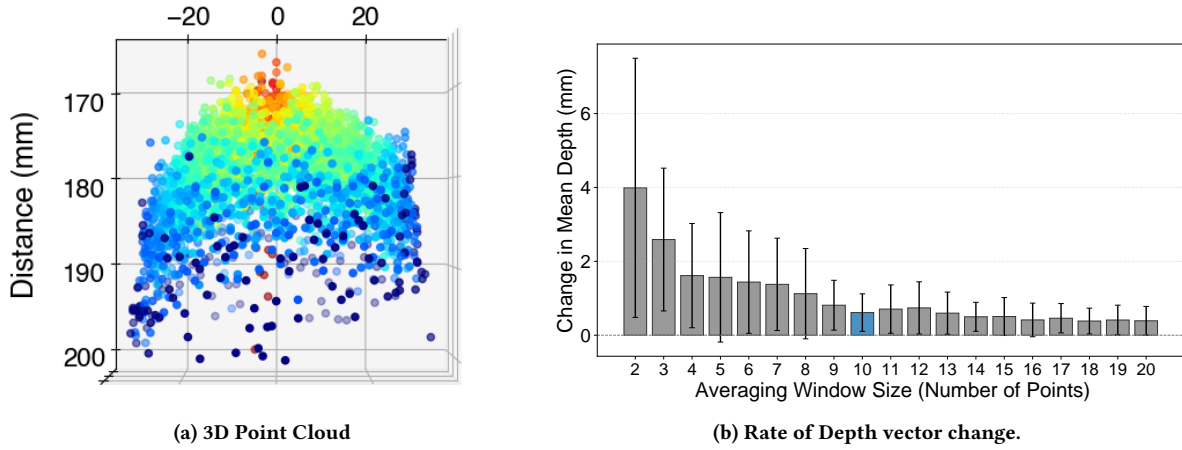 −20 0 20
Distance (mm)
170
180
190
200
(a) 3D Point Cloud
Change in Mean Depth (mm)
6
4
2
0
2 3 4 5 6 7 8 9 10 11 12 13 14 15 16 17 18 19 20
Averaging Window Size (Number of Points)
(b) Rate of Depth vector change.